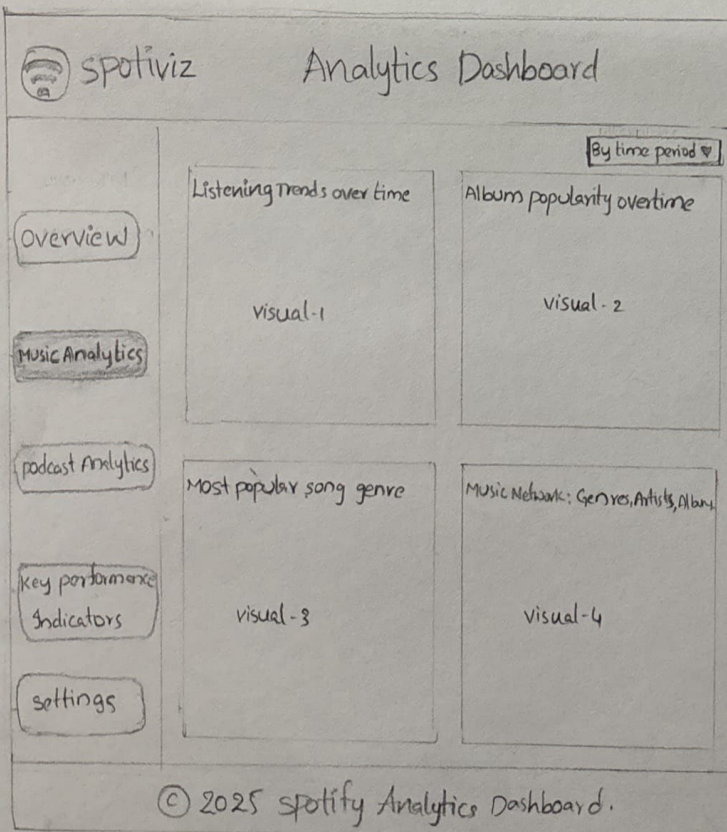 spotiviz
Analytics Dashboard
By time period
Overview
Music Analytics
podcast Analytics
Key performance
Indicators
settings
Listening Trends over time
visual-1
Album popularity overtime
visual-2
Most popular song genre
visual-3
Music Network: Genres, Artists, Album
visual-4
© 2025 Spotify Analytics Dashboard.